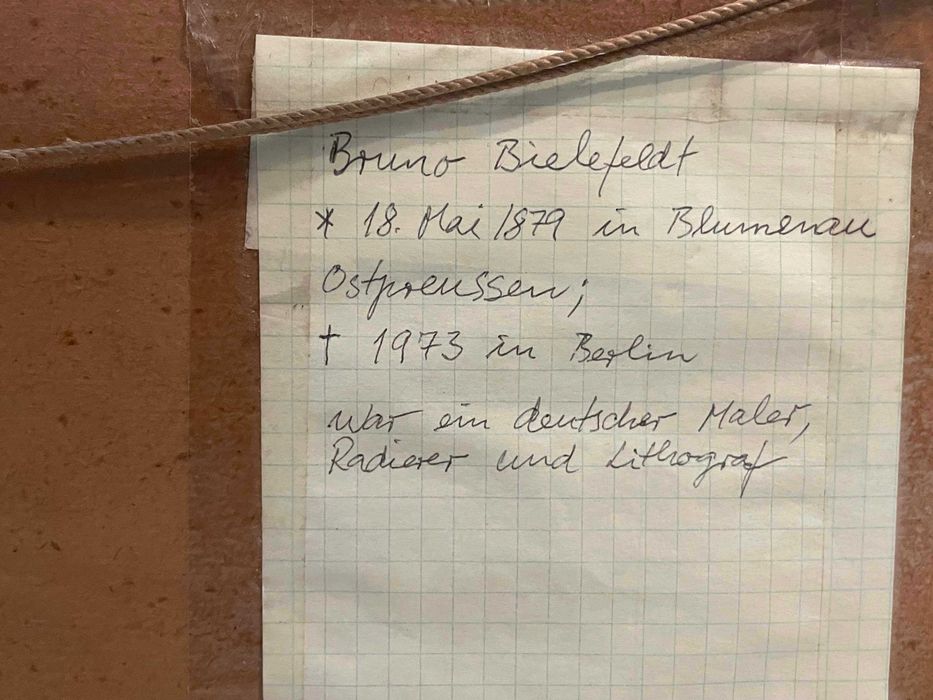 Bruno Bielefeldt
* 18. Mai 1879 in Blumenau
Ostpreussen;
† 1973 in Berlin
war ein deutscher Maler,
Radierer und Lithograf